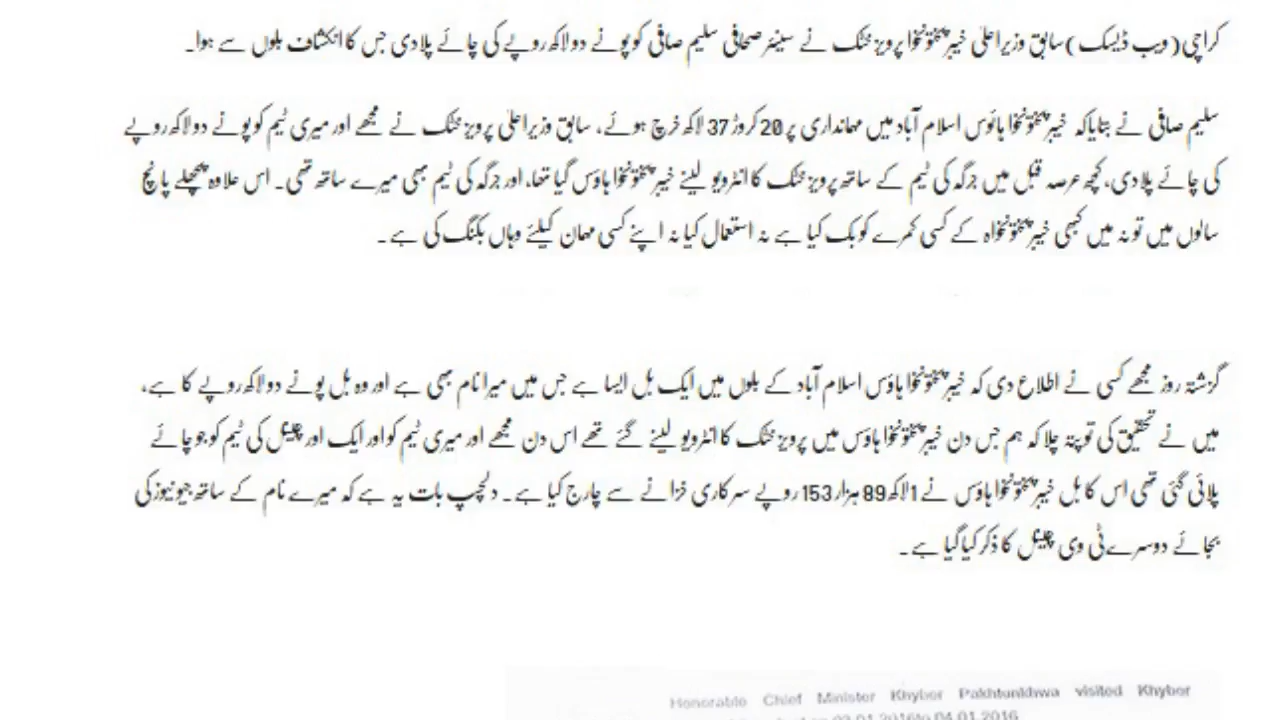 کراچی(ویب ڈیسک)سابق وزیراعلیٰ خیبرپختونخوا پرویز خٹک نے سینئر صحافی سلیم صافی کو پونے دو لاکھ روپے کی چائے پلا دی جس کا انکشاف بلوں سے ہوا۔
سلیم صافی نے بتایا کہ خیبرپختونخوا ہائوس اسلام آباد میں مہانداری پر 20کروڑ 37 لاکھ خرچ ہوئے، سابق وزیراعلیٰ پرویز خٹک نے مجھے اور میری ٹیم کو پونے دو لاکھ روپے
کی چائے پلا دی، کچھ عرصہ قبل میں جرگہ کی ٹیم کے ساتھ پرویز خٹک کا انٹرویو لینے خیبرپختونخوا ہاؤس گیا تھا، اور جرگہ کی ٹیم بھی میرے ساتھ تھی۔ اس علاوہ پچھلے پانچ
سالوں میں تو نہ میں کبھی خیبرپختونخواہ کے کسی کمرے کو بک کیا ہے نہ استعمال کیا نہ اپنے کسی مہمان کیلئے وہاں بکنگ کی ہے۔
گزشتہ روز مجھے کسی نے اطلاع دی کہ خیبرپختونخوا ہاؤس اسلام آباد کے بلوں میں ایک بل ایسا ہے جس میں میرا نام بھی ہے اور وہ بل پونے دو لاکھ روپے کا ہے،
میں نے تحقیق کی تو پتہ چلا کہ ہم جس دن خیبرپختونخوا ہاؤس میں پرویز خٹک کا انٹرویو لینے گئے تھے اس دن مجھے اور میری ٹیم کو اور ایک اور چینل کی ٹیم کو جو چائے
پلائی گئی تھی اس کا بل خیبرپختونخوا ہاؤس نے 1لاکھ 89 ہزار 153 روپے سرکاری خزانے سے چارج کیا ہے۔ دلچسپ بات یہ ہے کہ میرے نام کے ساتھ جیو نیوز کی
بجائے دوسرے ٹی وی چینل کا ذکر کیا گیا ہے۔
Honorable Chief Minister Khyber Pakhtunkhwa visited Khyber
03.01.2016to 04.01.2016